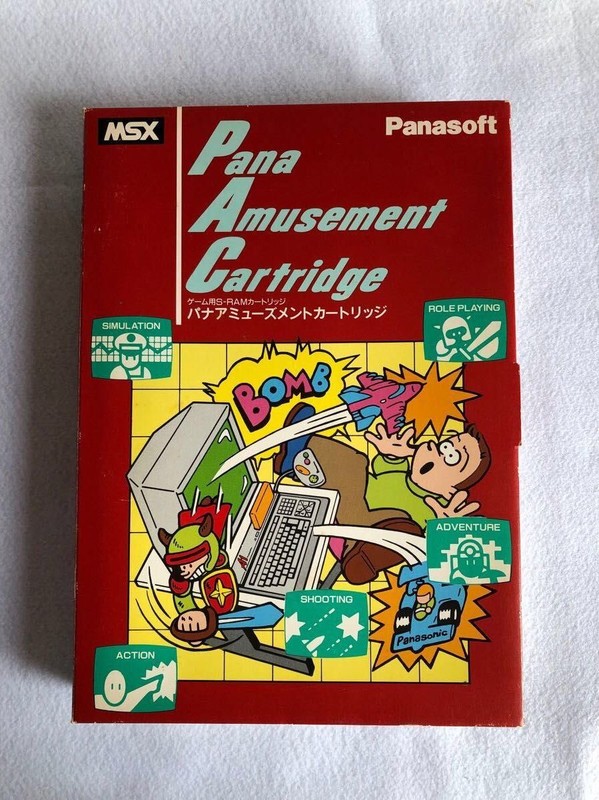 MSX
Panasoft
Pana
Amusement
Cartridge
ゲーム用S-RAMカートリッジ
パナアミューズメントカートリッジ
SIMULATION
ROLE PLAYING
BOMB
ADVENTURE
SHOOTING
Panasonic
ACTION